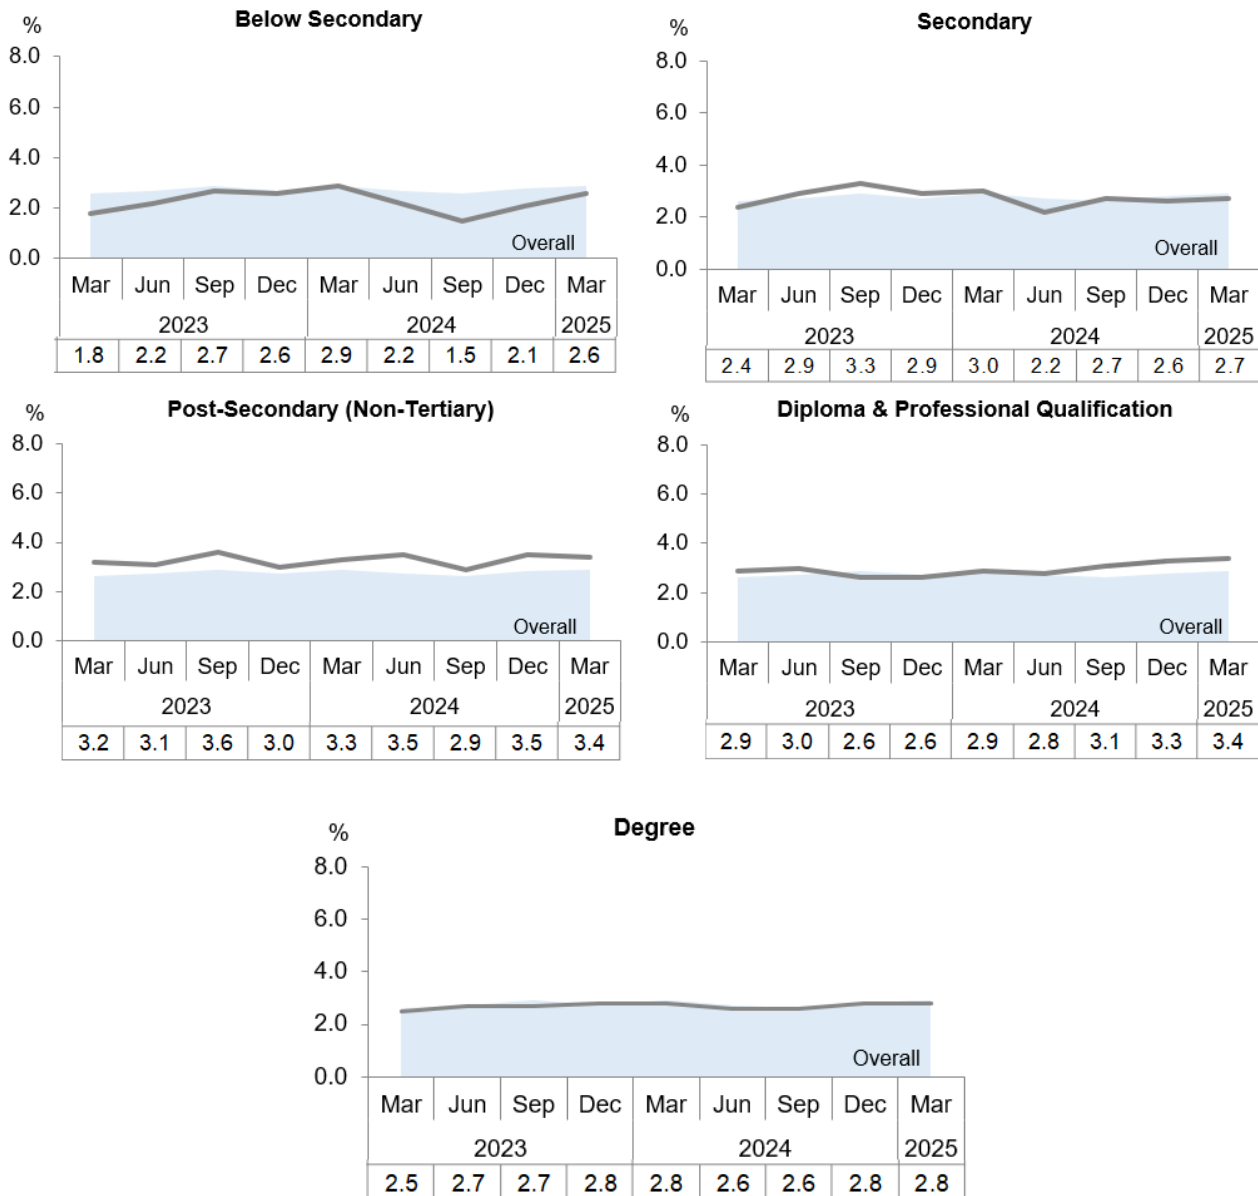 Below Secondary
%
8.0
6.0
4.0
2.0
0.0
Overall
Mar Jun Sep Dec Mar Jun Sep Dec Mar
2023 2024 2025
1.8 2.2 2.7 2.6 2.9 2.2 1.5 2.1 2.6
Secondary
%
8.0
6.0
4.0
2.0
0.0
Overall
Mar Jun Sep Dec Mar Jun Sep Dec Mar
2023 2024 2025
2.4 2.9 3.3 2.9 3.0 2.2 2.7 2.6 2.7
Post-Secondary (Non-Tertiary)
%
8.0
6.0
4.0
2.0
0.0
Overall
Mar Jun Sep Dec Mar Jun Sep Dec Mar
2023 2024 2025
3.2 3.1 3.6 3.0 3.3 3.5 2.9 3.5 3.4
Diploma & Professional Qualification
%
8.0
6.0
4.0
2.0
0.0
Overall
Mar Jun Sep Dec Mar Jun Sep Dec Mar
2023 2024 2025
2.9 3.0 2.6 2.6 2.9 2.8 3.1 3.3 3.4
Degree
%
8.0
6.0
4.0
2.0
0.0
Overall
Mar Jun Sep Dec Mar Jun Sep Dec Mar
2023 2024 2025
2.5 2.7 2.7 2.8 2.8 2.6 2.6 2.8 2.8